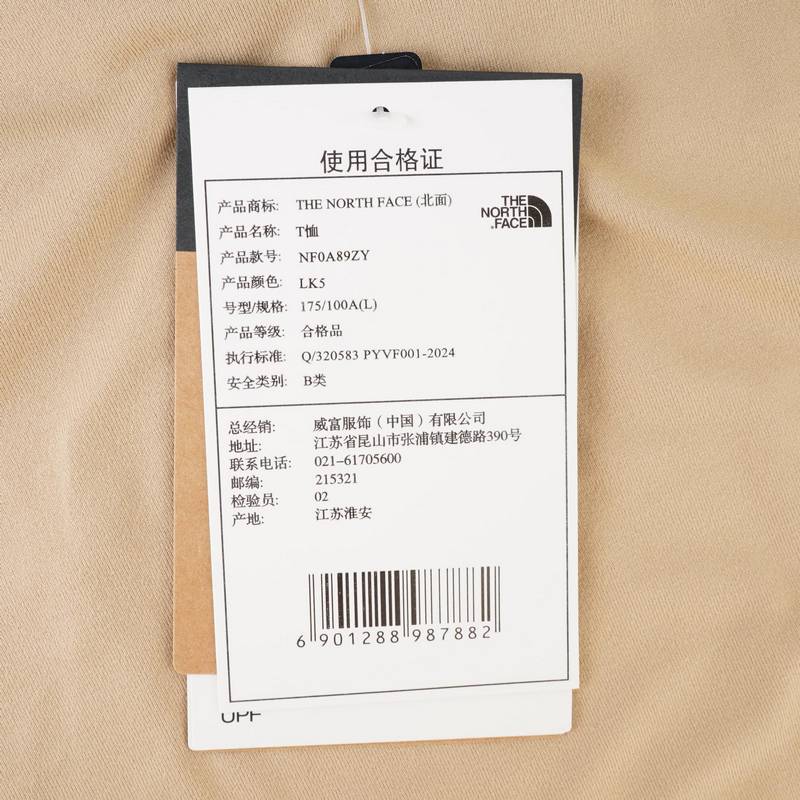 使用合格证
产品商标: THE NORTH FACE (北面)
THE
NORTH
FACE
产品名称: T恤
产品款号: NF0A89ZY
产品颜色: LK5
号型/规格: 175/100A(L)
产品等级: 合格品
执行标准: Q/320583 PYVF001-2024
安全类别: B类
总经销: 威富服饰（中国）有限公司
地址: 江苏省昆山市张浦镇建德路390号
联系电话: 021-61705600
邮编: 215321
检验员: 02
产地: 江苏淮安
6 901288 987882
UPF